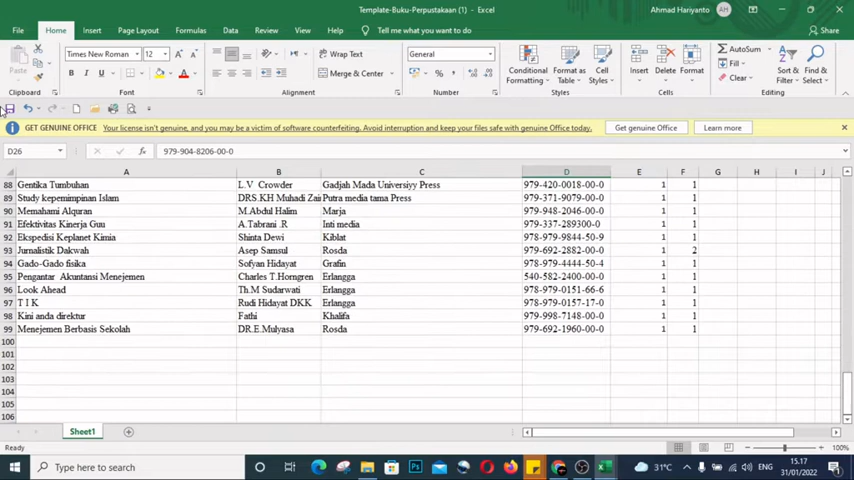 Template-Buku-Perpustakaan (1) - Excel
Ahmad Hariyanto
AH
File Home Insert Page Layout Formulas Data Review View Help Tell me what you want to do Share
Paste
Clipboard
Times New Roman 12
B I U
Font
Wrap Text
Merge & Center
Alignment
General
%
Number
Conditional Formatting
Format as Table
Cell Styles
Styles
Insert Delete Format
Cells
AutoSum
Fill
Clear
Sort & Filter
Find & Select
Editing
GET GENUINE OFFICE Your license isn't genuine, and you may be a victim of software counterfeiting. Avoid interruption and keep your files safe with genuine Office today. Get genuine Office Learn more
D26 fx 979-904-8206-00-0
A B C D E F G H I J
88 Gentika Tumbuhan L.V Crowder Gadjah Mada Universiyy Press 979-420-0018-00-0 1 1
89 Study kepemimpinan Islam DRS.KH Muhadi Zai Putra media tama Press 979-371-9079-00-0 1 1
90 Memahami Alquran M.Abdul Halim Marja 979-948-2046-00-0 1 1
91 Efektivitas Kinerja Guu A.Tabrani .R Inti media 979-337-289300-0 1 1
92 Ekspedisi Keplanet Kimia Shinta Dewi Kiblat 978-979-9844-50-9 1 1
93 Jurnalistik Dakwah Asep Samsul Rosda 979-692-2882-00-0 1 2
94 Gado-Gado fisika Sofyan Hidayat Grafin 978-979-4444-50-4 1 1
95 Pengantar Akuntansi Menejemen Charles T.Horngren Erlangga 540-582-2400-00-0 1 1
96 Look Ahead Th.M Sudarwati Erlangga 978-979-0151-66-6 1 1
97 T I K Rudi Hidayat DKK Erlangga 978-979-0157-17-0 1 1
98 Kini anda direktur Fathi Khalifa 979-998-7148-00-0 1 1
99 Menejemen Berbasis Sekolah DR.E.Mulyasa Rosda 979-692-1960-00-0 1 1
100
101
102
103
104
105
106
Sheet1
Ready
100%
Type here to search
31°C
ENG
15.17
31/01/2022